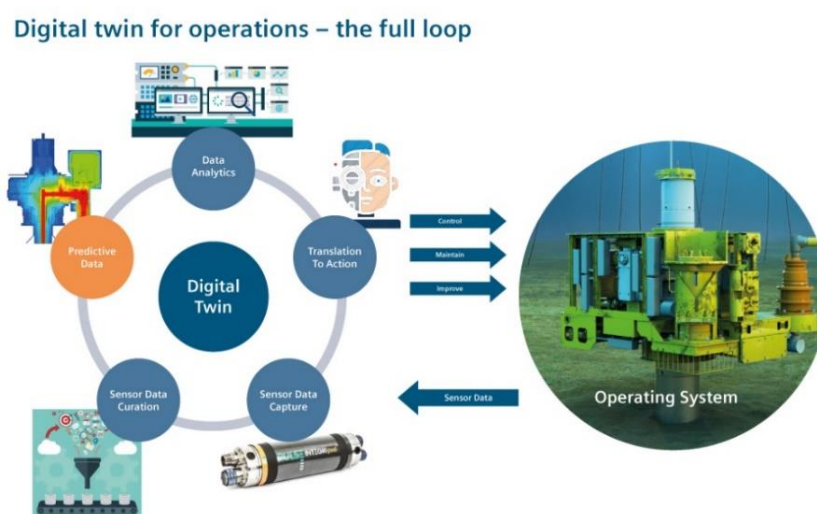 Digital twin for operations – the full loop
Data
Analytics
Predictive
Data
Translation
To Action
Digital
Twin
Sensor Data
Curation
Sensor Data
Capture
Control
Maintain
Improve
Sensor Data
Operating System